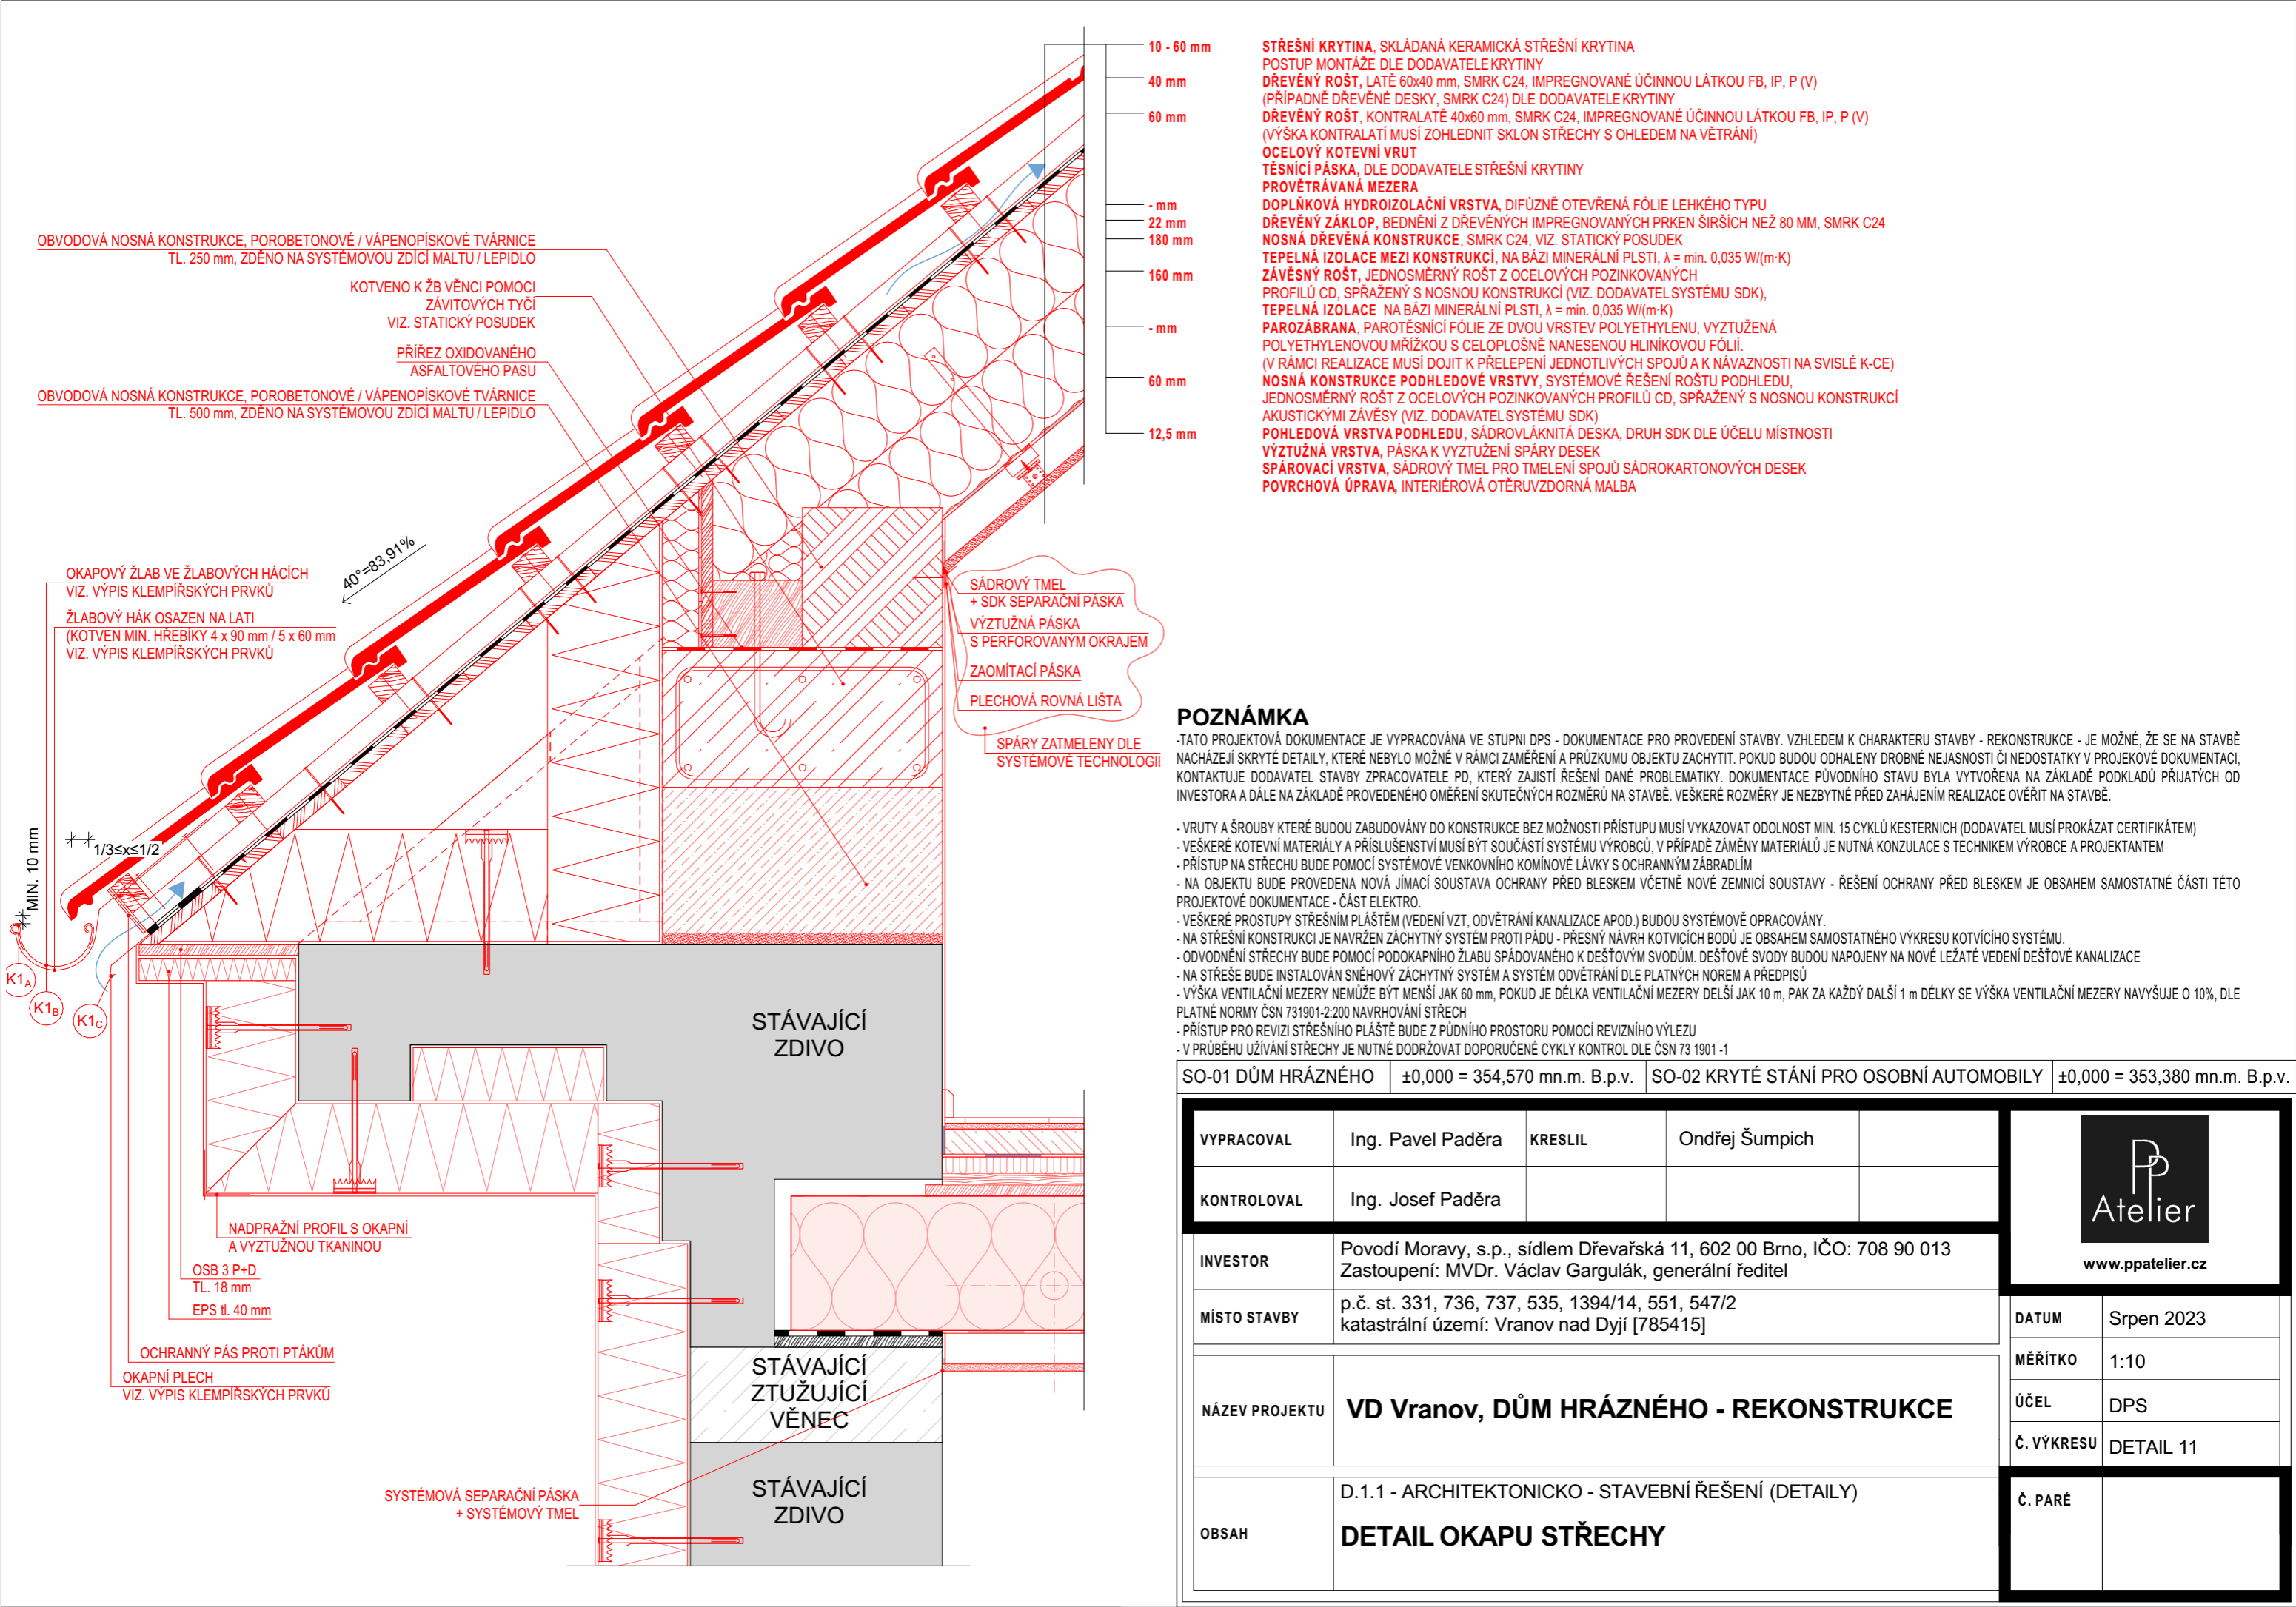 10 - 60 mm STŘEŠNÍ KRYTINA, SKLÁDANÁ KERAMICKÁ STŘEŠNÍ KRYTINA
POSTUP MONTÁŽE DLE DODAVATELE KRYTINY
40 mm DŘEVĚNÝ ROŠT, LATĚ 60x40 mm, SMRK C24, IMPREGNOVANÉ ÚČINNOU LÁTKOU FB, IP, P (V)
(PŘÍPADNĚ DŘEVĚNÉ DESKY, SMRK C24) DLE DODAVATELE KRYTINY
60 mm DŘEVĚNÝ ROŠT, KONTRALATĚ 40x60 mm, SMRK C24, IMPREGNOVANÉ ÚČINNOU LÁTKOU FB, IP, P (V)
(VÝŠKA KONTRALATÍ MUSÍ ZOHLEDNIT SKLON STŘECHY S OHLEDEM NA VĚTRÁNÍ)
OCELOVÝ KOTEVNÍ VRUT
TĚSNÍCÍ PÁSKA, DLE DODAVATELE STŘEŠNÍ KRYTINY
PROVĚTRÁVANÁ MEZERA
- mm DOPLŇKOVÁ HYDROIZOLAČNÍ VRSTVA, DIFÚZNĚ OTEVŘENÁ FÓLIE LEHKÉHO TYPU
22 mm DŘEVĚNÝ ZÁKLOP, BEDNĚNÍ Z DŘEVĚNÝCH IMPREGNOVANÝCH PRKEN ŠIRŠÍCH NEŽ 80 MM, SMRK C24
180 mm NOSNÁ DŘEVĚNÁ KONSTRUKCE, SMRK C24, VIZ. STATICKÝ POSUDEK
TEPELNÁ IZOLACE MEZI KONSTRUKCÍ, NA BÁZI MINERÁLNÍ PLSTI, λ = min. 0,035 W/(m·K)
160 mm ZÁVĚSNÝ ROŠT, JEDNOSMĚRNÝ ROŠT Z OCELOVÝCH POZINKOVANÝCH
PROFILŮ CD, SPŘAŽENÝ S NOSNOU KONSTRUKCÍ (VIZ. DODAVATEL SYSTÉMU SDK),
TEPELNÁ IZOLACE NA BÁZI MINERÁLNÍ PLSTI, λ = min. 0,035 W/(m·K)
- mm PAROZÁBRANA, PAROTĚSNÍCÍ FÓLIE ZE DVOU VRSTEV POLYETHYLENU, VYZTUŽENÁ
POLYETHYLENOVOU MŘÍŽKOU S CELOPLOŠNĚ NANESENOU HLINÍKOVOU FÓLIÍ.
(V RÁMCI REALIZACE MUSÍ DOJIT K PŘELEPENÍ JEDNOTLIVÝCH SPOJŮ A K NÁVAZNOSTI NA SVISLÉ K-CE)
60 mm NOSNÁ KONSTRUKCE PODHLEDOVÉ VRSTVY, SYSTÉMOVÉ ŘEŠENÍ ROŠTU PODHLEDU,
JEDNOSMĚRNÝ ROŠT Z OCELOVÝCH POZINKOVANÝCH PROFILŮ CD, SPŘAŽENÝ S NOSNOU KONSTRUKCÍ
AKUSTICKÝMI ZÁVĚSY (VIZ. DODAVATEL SYSTÉMU SDK)
12,5 mm POHLEDOVÁ VRSTVA PODHLEDU, SÁDROVLÁKNITÁ DESKA, DRUH SDK DLE ÚČELU MÍSTNOSTI
VÝZTUŽNÁ VRSTVA, PÁSKA K VYZTUŽENÍ SPÁRY DESEK
SPÁROVACÍ VRSTVA, SÁDROVÝ TMEL PRO TMELENÍ SPOJŮ SÁDROKARTONOVÝCH DESEK
POVRCHOVÁ ÚPRAVA, INTERIÉROVÁ OTĚRUVZDORNÁ MALBA
OBVODOVÁ NOSNÁ KONSTRUKCE, POROBETONOVÉ / VÁPENOPÍSKOVÉ TVÁRNICE
TL. 250 mm, ZDĚNO NA SYSTÉMOVOU ZDÍCÍ MALTU / LEPIDLO
KOTVENO K ŽB VĚNCI POMOCI
ZÁVITOVÝCH TYČÍ
VIZ. STATICKÝ POSUDEK
PŘÍŘEZ OXIDOVANÉHO
ASFALTOVÉHO PASU
OBVODOVÁ NOSNÁ KONSTRUKCE, POROBETONOVÉ / VÁPENOPÍSKOVÉ TVÁRNICE
TL. 500 mm, ZDĚNO NA SYSTÉMOVOU ZDÍCÍ MALTU / LEPIDLO
40°=83,91%
OKAPOVÝ ŽLAB VE ŽLABOVÝCH HÁCÍCH
VIZ. VÝPIS KLEMPÍŘSKÝCH PRVKŮ
ŽLABOVÝ HÁK OSAZEN NA LATI
(KOTVEN MIN. HŘEBÍKY 4 x 90 mm / 5 x 60 mm
VIZ. VÝPIS KLEMPÍŘSKÝCH PRVKŮ
SÁDROVÝ TMEL
+ SDK SEPARAČNÍ PÁSKA
VÝZTUŽNÁ PÁSKA
S PERFOROVANÝM OKRAJEM
ZAOMÍTACÍ PÁSKA
PLECHOVÁ ROVNÁ LIŠTA
SPÁRY ZATMELENY DLE
SYSTÉMOVÉ TECHNOLOGII
MIN. 10 mm
1/3≤x≤1/2
K1A
K1B
K1C
STÁVAJÍCÍ
ZDIVO
NADPRAŽNÍ PROFIL S OKAPNÍ
A VYZTUŽNOU TKANINOU
OSB 3 P+D
TL. 18 mm
EPS tl. 40 mm
OCHRANNÝ PÁS PROTI PTÁKŮM
OKAPNÍ PLECH
VIZ. VÝPIS KLEMPÍŘSKÝCH PRVKŮ
STÁVAJÍCÍ
ZTUŽUJÍCÍ
VĚNEC
STÁVAJÍCÍ
ZDIVO
SYSTÉMOVÁ SEPARAČNÍ PÁSKA
+ SYSTÉMOVÝ TMEL
POZNÁMKA
-TATO PROJEKTOVÁ DOKUMENTACE JE VYPRACOVÁNA VE STUPNI DPS - DOKUMENTACE PRO PROVEDENÍ STAVBY. VZHLEDEM K CHARAKTERU STAVBY - REKONSTRUKCE - JE MOŽNÉ, ŽE SE NA STAVBĚ
NACHÁZEJÍ SKRYTÉ DETAILY, KTERÉ NEBYLO MOŽNÉ V RÁMCI ZAMĚŘENÍ A PRŮZKUMU OBJEKTU ZACHYTIT. POKUD BUDOU ODHALENY DROBNÉ NEJASNOSTI ČI NEDOSTATKY V PROJEKOVÉ DOKUMENTACI,
KONTAKTUJE DODAVATEL STAVBY ZPRACOVATELE PD, KTERÝ ZAJISTÍ ŘEŠENÍ DANÉ PROBLEMATIKY. DOKUMENTACE PŮVODNÍHO STAVU BYLA VYTVOŘENA NA ZÁKLADĚ PODKLADŮ PŘIJATÝCH OD
INVESTORA A DÁLE NA ZÁKLADĚ PROVEDENÉHO OMĚŘENÍ SKUTEČNÝCH ROZMĚRŮ NA STAVBĚ. VEŠKERÉ ROZMĚRY JE NEZBYTNÉ PŘED ZAHÁJENÍM REALIZACE OVĚŘIT NA STAVBĚ.
- VRUTY A ŠROUBY KTERÉ BUDOU ZABUDOVÁNY DO KONSTRUKCE BEZ MOŽNOSTI PŘÍSTUPU MUSÍ VYKAZOVAT ODOLNOST MIN. 15 CYKLŮ KESTERNICH (DODAVATEL MUSÍ PROKÁZAT CERTIFIKÁTEM)
- VEŠKERÉ KOTEVNÍ MATERIÁLY A PŘÍSLUŠENSTVÍ MUSÍ BÝT SOUČÁSTÍ SYSTÉMU VÝROBCŮ, V PŘÍPADĚ ZÁMĚNY MATERIÁLŮ JE NUTNÁ KONZULACE S TECHNIKEM VÝROBCE A PROJEKTANTEM
- PŘÍSTUP NA STŘECHU BUDE POMOCÍ SYSTÉMOVÉ VENKOVNÍHO KOMÍNOVÉ LÁVKY S OCHRANNÝM ZÁBRADLÍM
- NA OBJEKTU BUDE PROVEDENA NOVÁ JÍMACÍ SOUSTAVA OCHRANY PŘED BLESKEM VČETNĚ NOVÉ ZEMNICÍ SOUSTAVY - ŘEŠENÍ OCHRANY PŘED BLESKEM JE OBSAHEM SAMOSTATNÉ ČÁSTI TÉTO
PROJEKTOVÉ DOKUMENTACE - ČÁST ELEKTRO.
- VEŠKERÉ PROSTUPY STŘEŠNÍM PLÁŠTĚM (VEDENÍ VZT, ODVĚTRÁNÍ KANALIZACE APOD.) BUDOU SYSTÉMOVĚ OPRACOVÁNY.
- NA STŘEŠNÍ KONSTRUKCI JE NAVRŽEN ZÁCHYTNÝ SYSTÉM PROTI PÁDU - PŘESNÝ NÁVRH KOTVICÍCH BODŮ JE OBSAHEM SAMOSTATNÉHO VÝKRESU KOTVÍCÍHO SYSTÉMU.
- ODVODNĚNÍ STŘECHY BUDE POMOCÍ PODOKAPNÍHO ŽLABU SPÁDOVANÉHO K DEŠŤOVÝM SVODŮM. DEŠŤOVÉ SVODY BUDOU NAPOJENY NA NOVÉ LEŽATÉ VEDENÍ DEŠŤOVÉ KANALIZACE
- NA STŘEŠE BUDE INSTALOVÁN SNĚHOVÝ ZÁCHYTNÝ SYSTÉM A SYSTÉM ODVĚTRÁNÍ DLE PLATNÝCH NOREM A PŘEDPISŮ
- VÝŠKA VENTILAČNÍ MEZERY NEMŮŽE BÝT MENŠÍ JAK 60 mm, POKUD JE DÉLKA VENTILAČNÍ MEZERY DELŠÍ JAK 10 m, PAK ZA KAŽDÝ DALŠÍ 1 m DÉLKY SE VÝŠKA VENTILAČNÍ MEZERY NAVYŠUJE O 10%, DLE
PLATNÉ NORMY ČSN 731901-2:200 NAVRHOVÁNÍ STŘECH
- PŘÍSTUP PRO REVIZI STŘEŠNÍHO PLÁŠTĚ BUDE Z PŮDNÍHO PROSTORU POMOCÍ REVIZNÍHO VÝLEZU
- V PRŮBĚHU UŽÍVÁNÍ STŘECHY JE NUTNÉ DODRŽOVAT DOPORUČENÉ CYKLY KONTROL DLE ČSN 73 1901 -1
SO-01 DŮM HRÁZNÉHO ±0,000 = 354,570 mn.m. B.p.v. SO-02 KRYTÉ STÁNÍ PRO OSOBNÍ AUTOMOBILY ±0,000 = 353,380 mn.m. B.p.v.
VYPRACOVAL Ing. Pavel Paděra KRESLIL Ondřej Šumpich
KONTROLOVAL Ing. Josef Paděra
PP
Atelier
www.ppatelier.cz
INVESTOR Povodí Moravy, s.p., sídlem Dřevařská 11, 602 00 Brno, IČO: 708 90 013
Zastoupení: MVDr. Václav Gargulák, generální ředitel
MÍSTO STAVBY p.č. st. 331, 736, 737, 535, 1394/14, 551, 547/2
katastrální území: Vranov nad Dyjí [785415]
DATUM Srpen 2023
MĚŘÍTKO 1:10
ÚČEL DPS
Č. VÝKRESU DETAIL 11
NÁZEV PROJEKTU VD Vranov, DŮM HRÁZNÉHO - REKONSTRUKCE
OBSAH D.1.1 - ARCHITEKTONICKO - STAVEBNÍ ŘEŠENÍ (DETAILY)
DETAIL OKAPU STŘECHY
Č. PARÉ